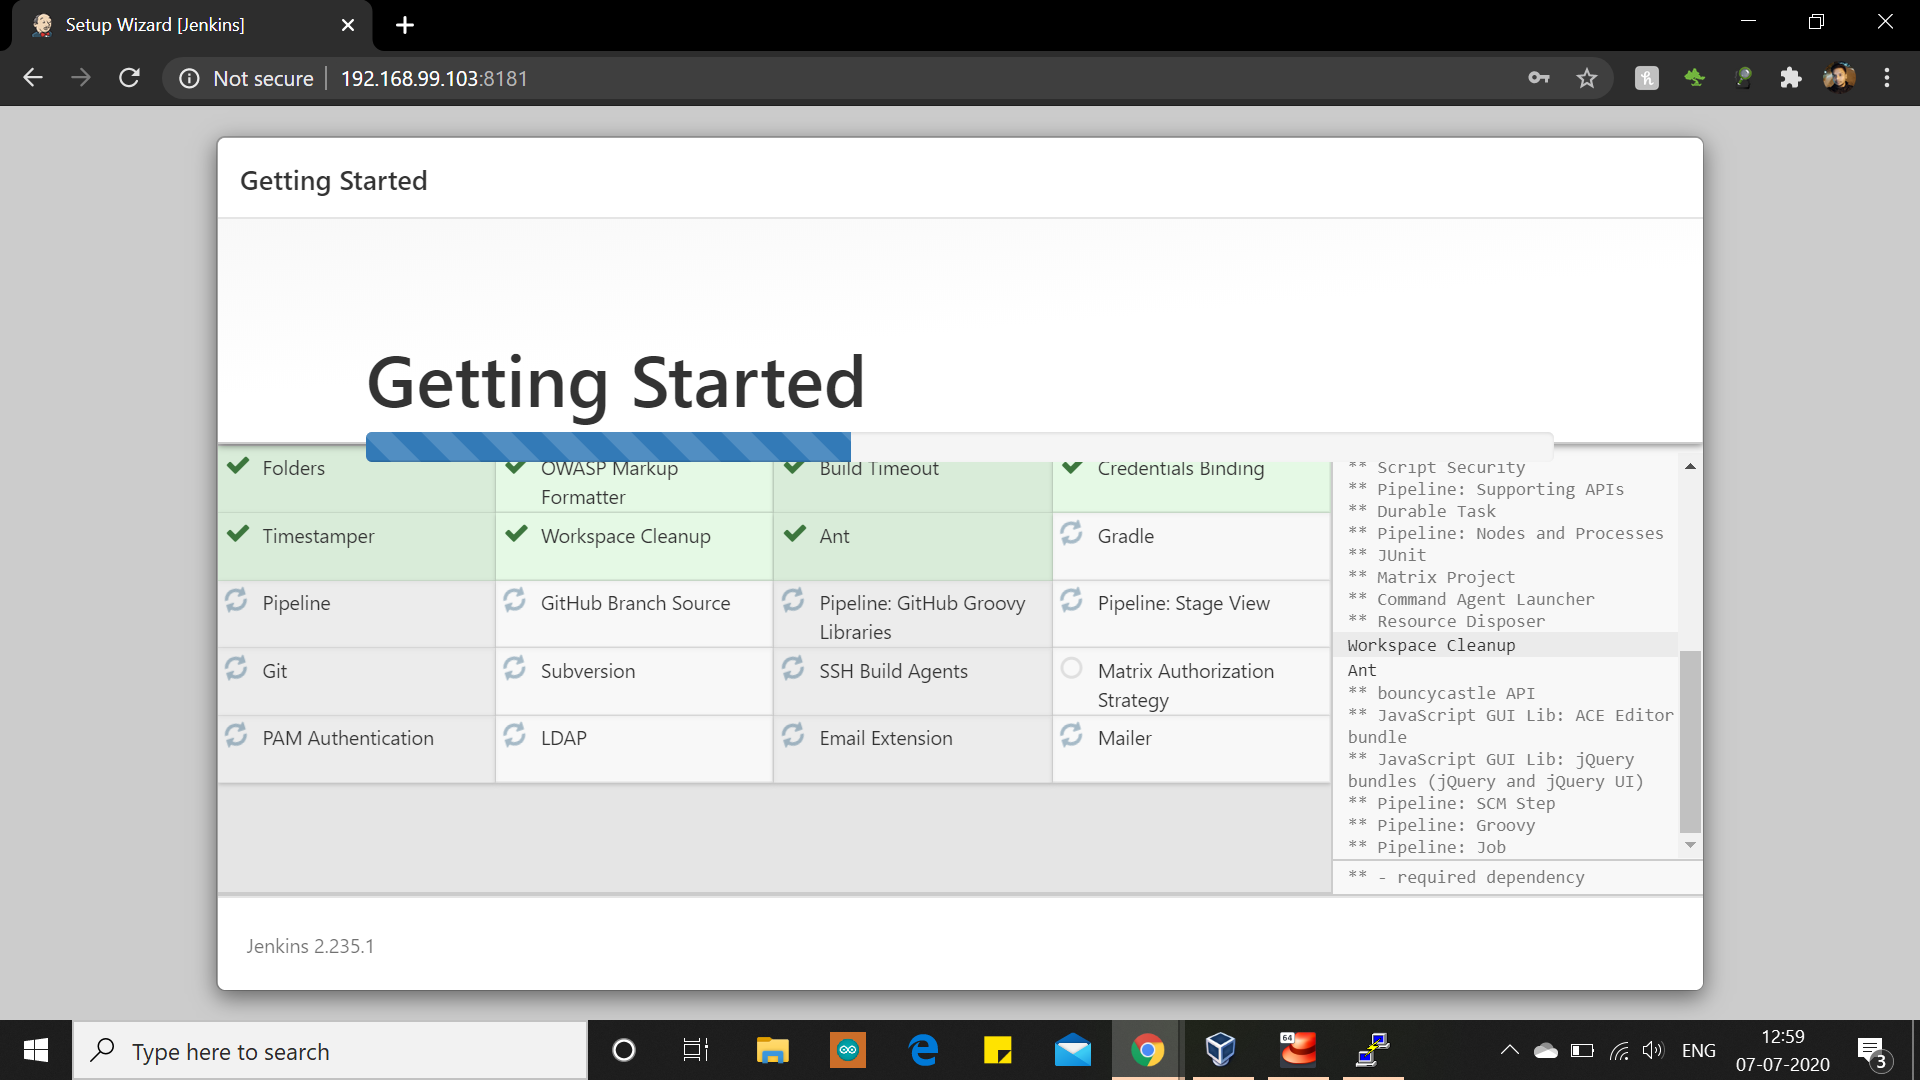 Setup Wizard [Jenkins]
Not secure
192.168.99.103:8181
Getting Started
Getting Started
Folders
OWASP Markup
Formatter
Build Timeout
Credentials Binding
Timestamper
Workspace Cleanup
Ant
Gradle
Pipeline
GitHub Branch Source
Pipeline: GitHub Groovy
Libraries
Pipeline: Stage View
Git
Subversion
SSH Build Agents
Matrix Authorization
Strategy
PAM Authentication
LDAP
Email Extension
Mailer
** Script Security
** Pipeline: Supporting APIs
** Durable Task
** Pipeline: Nodes and Processes
** JUnit
** Matrix Project
** Command Agent Launcher
** Resource Disposer
Workspace Cleanup
Ant
** bouncycastle API
** JavaScript GUI Lib: ACE Editor
bundle
** JavaScript GUI Lib: jQuery
bundles (jQuery and jQuery UI)
** Pipeline: SCM Step
** Pipeline: Groovy
** Pipeline: Job
** - required dependency
Jenkins 2.235.1
Type here to search
64
ENG
12:59
07-07-2020
3